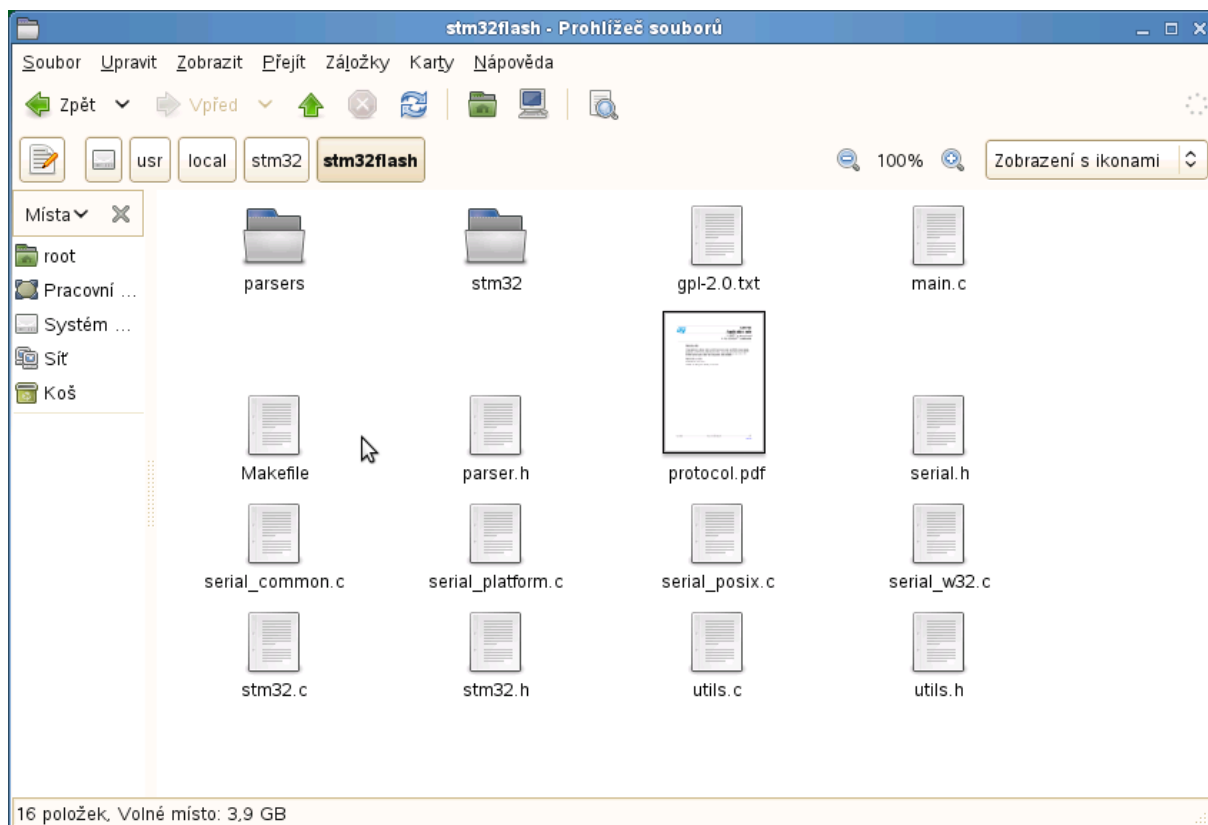 stm32flash - Prohlížeč souborů
Soubor Upravit Zobrazit Přejít Záložky Karty Nápověda
Zpět Vpřed
usr local stm32 stm32flash 100% Zobrazení s ikonami
Místa
root
Pracovní ...
Systém ...
Síť
Koš
parsers stm32 gpl-2.0.txt main.c
Makefile parser.h protocol.pdf serial.h
serial_common.c serial_platform.c serial_posix.c serial_w32.c
stm32.c stm32.h utils.c utils.h
16 položek, Volné místo: 3,9 GB